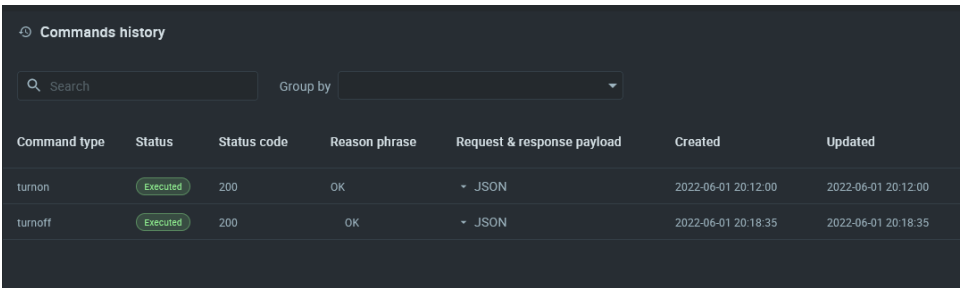 Commands history
Search Group by
Command type Status Status code Reason phrase Request & response payload Created Updated
turnon Executed 200 OK JSON 2022-06-01 20:12:00 2022-06-01 20:12:00
turnoff Executed 200 OK JSON 2022-06-01 20:18:35 2022-06-01 20:18:35